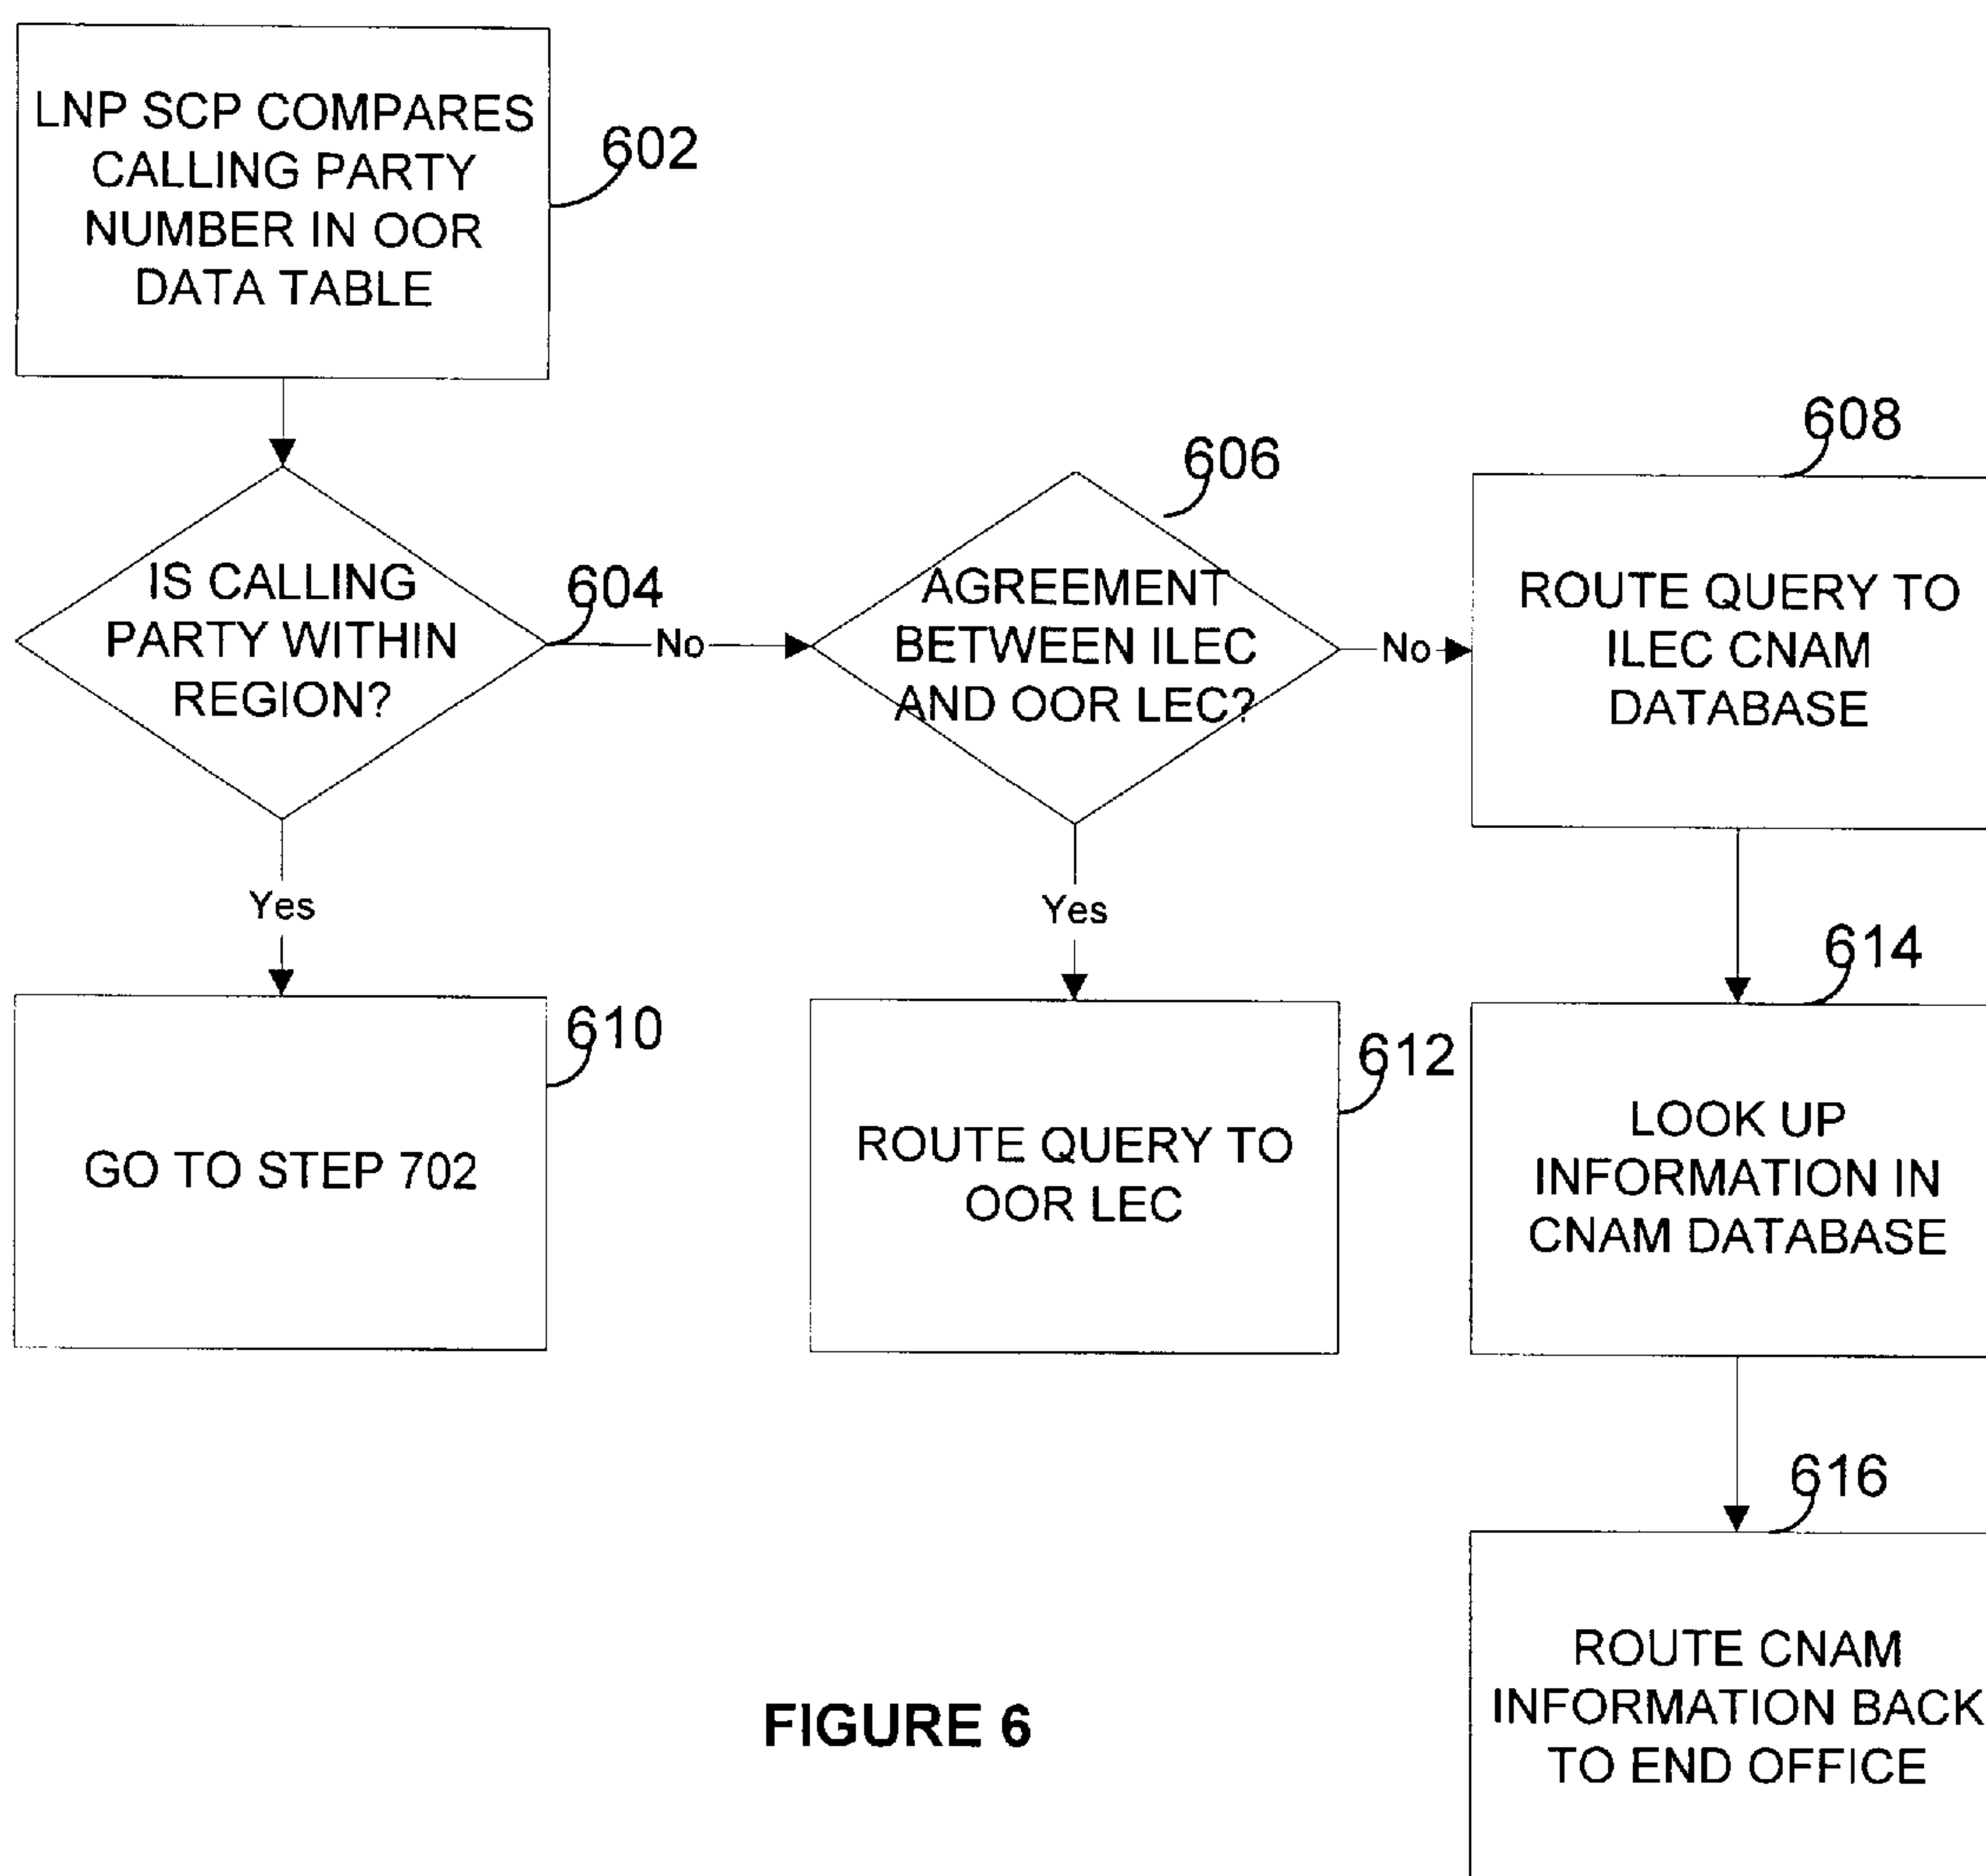 LNP SCP COMPARES
CALLING PARTY
NUMBER IN OOR
DATA TABLE
602
IS CALLING
PARTY WITHIN
REGION?
604
No
AGREEMENT
BETWEEN ILEC
AND OOR LEC?
606
No
ROUTE QUERY TO
ILEC CNAM
DATABASE
608
Yes
Yes
GO TO STEP 702
610
ROUTE QUERY TO
OOR LEC
612
LOOK UP
INFORMATION IN
CNAM DATABASE
614
ROUTE CNAM
INFORMATION BACK
TO END OFFICE
616
FIGURE 6